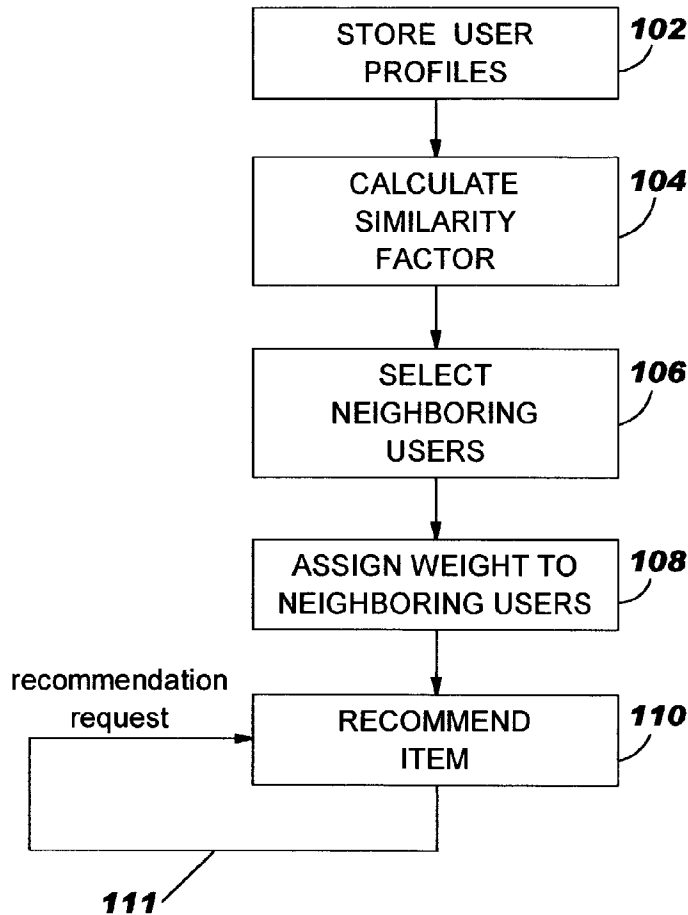 STORE USER
PROFILES
102
CALCULATE
SIMILARITY
FACTOR
104
SELECT
NEIGHBORING
USERS
106
ASSIGN WEIGHT TO
NEIGHBORING USERS
108
recommendation
request
RECOMMEND
ITEM
110
111